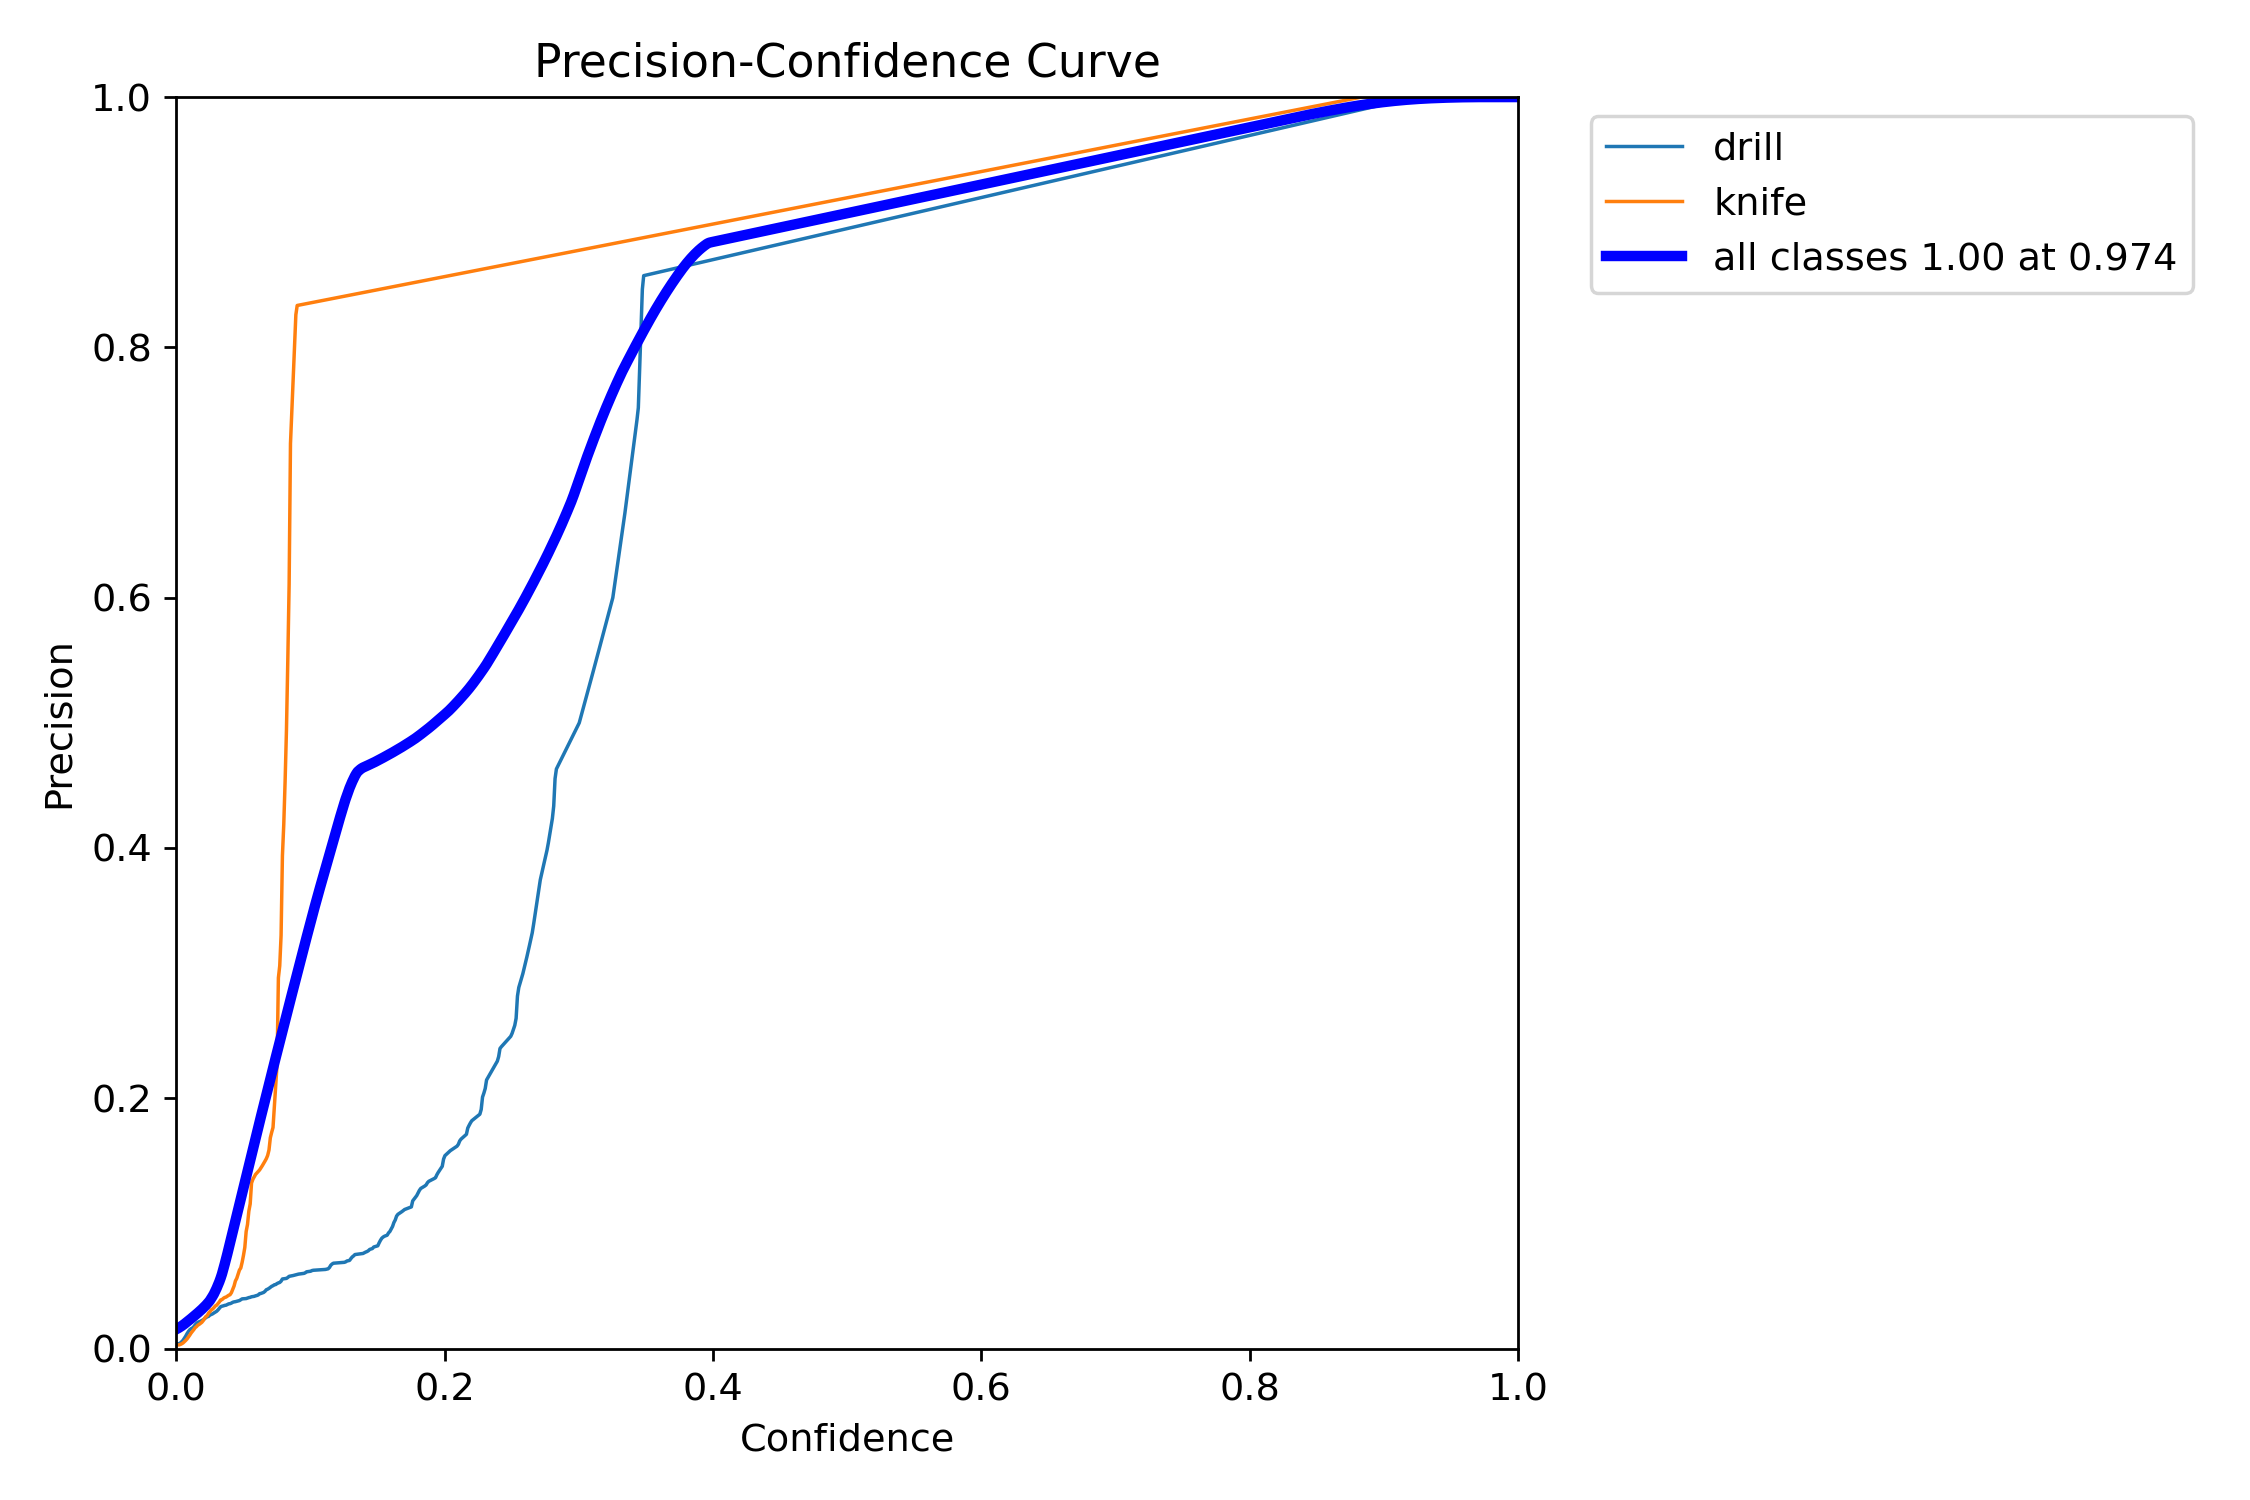 Precision-Confidence Curve
1.0
0.8
0.6
0.4
0.2
0.0
Precision
0.0 0.2 0.4 0.6 0.8 1.0
Confidence
drill
knife
all classes 1.00 at 0.974